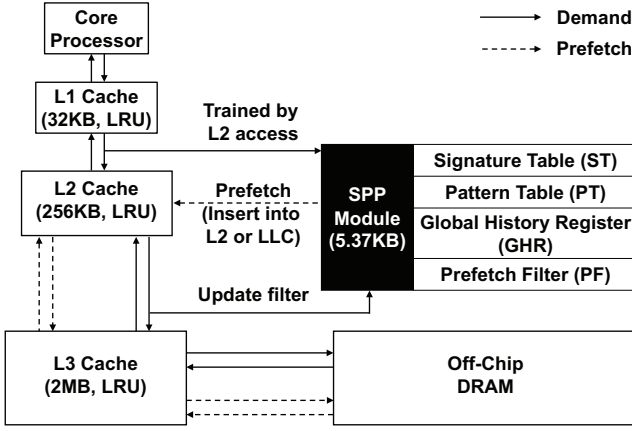 Core
Processor
Demand
Prefetch
L1 Cache
(32KB, LRU)
Trained by
L2 access
L2 Cache
(256KB, LRU)
Prefetch
(Insert into
L2 or LLC)
SPP
Module
(5.37KB)
Signature Table (ST)
Pattern Table (PT)
Global History Register
(GHR)
Prefetch Filter (PF)
Update filter
L3 Cache
(2MB, LRU)
Off-Chip
DRAM